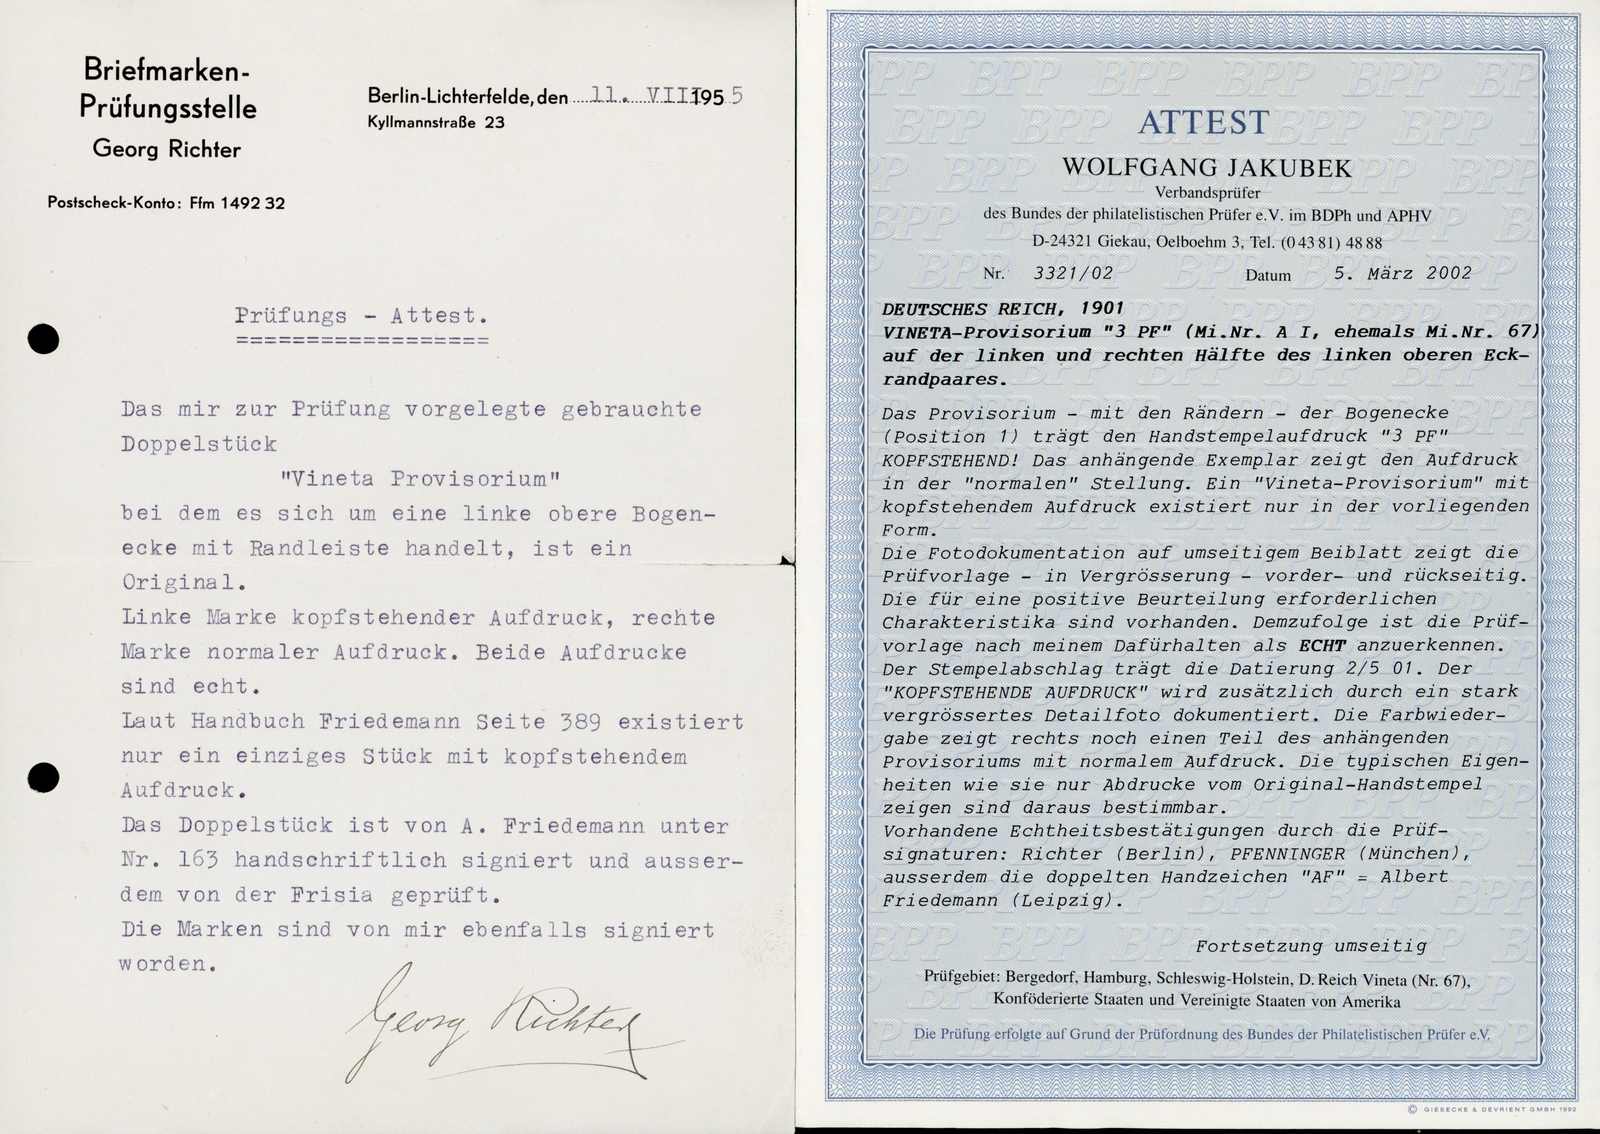 Briefmarken-
Prüfungsstelle
Georg Richter
Postscheck-Konto: Ffm 1492 32
Berlin-Lichterfelde, den 11. VIII 1955
Kyllmannstraße 23
Prüfungs - Attest.
==================
Das mir zur Prüfung vorgelegte gebrauchte
Doppelstück
"Vineta Provisorium"
bei dem es sich um eine linke obere Bogen-
ecke mit Randleiste handelt, ist ein
Original.
Linke Marke kopfstehender Aufdruck, rechte
Marke normaler Aufdruck. Beide Aufdrucke
sind echt.
Laut Handbuch Friedemann Seite 389 existiert
nur ein einziges Stück mit kopfstehendem
Aufdruck.
Das Doppelstück ist von A. Friedemann unter
Nr. 163 handschriftlich signiert und ausser-
dem von der Frisia geprüft.
Die Marken sind von mir ebenfalls signiert
worden.
Georg Richter
ATTEST
WOLFGANG JAKUBEK
Verbandsprüfer
des Bundes der philatelistischen Prüfer e.V. im BDPh und APHV
D-24321 Giekau, Oelboehm 3, Tel. (0 43 81) 48 88
Nr. 3321/02 Datum 5. März 2002
DEUTSCHES REICH, 1901
VINETA-Provisorium "3 PF" (Mi.Nr. A I, ehemals Mi.Nr. 67)
auf der linken und rechten Hälfte des linken oberen Eck-
randpaares.
Das Provisorium - mit den Rändern - der Bogenecke
(Position 1) trägt den Handstempelaufdruck "3 PF"
KOPFSTEHEND! Das anhängende Exemplar zeigt den Aufdruck
in der "normalen" Stellung. Ein "Vineta-Provisorium" mit
kopfstehendem Aufdruck existiert nur in der vorliegenden
Form.
Die Fotodokumentation auf umseitigem Beiblatt zeigt die
Prüfvorlage - in Vergrösserung - vorder- und rückseitig.
Die für eine positive Beurteilung erforderlichen
Charakteristika sind vorhanden. Demzufolge ist die Prüf-
vorlage nach meinem Dafürhalten als ECHT anzuerkennen.
Der Stempelabschlag trägt die Datierung 2/5 01. Der
"KOPFSTEHENDE AUFDRUCK" wird zusätzlich durch ein stark
vergrössertes Detailfoto dokumentiert. Die Farbwieder-
gabe zeigt rechts noch einen Teil des anhängenden
Provisoriums mit normalem Aufdruck. Die typischen Eigen-
heiten wie sie nur Abdrucke vom Original-Handstempel
zeigen sind daraus bestimmbar.
Vorhandene Echtheitsbestätigungen durch die Prüf-
signaturen: Richter (Berlin), PFENNINGER (München),
ausserdem die doppelten Handzeichen "AF" = Albert
Friedemann (Leipzig).
Fortsetzung umseitig
Prüfgebiet: Bergedorf, Hamburg, Schleswig-Holstein, D. Reich Vineta (Nr. 67),
Konföderierte Staaten und Vereinigte Staaten von Amerika
Die Prüfung erfolgte auf Grund der Prüfordnung des Bundes der Philatelistischen Prüfer e.V.
© GIESECKE & DEVRIENT GMBH 1992